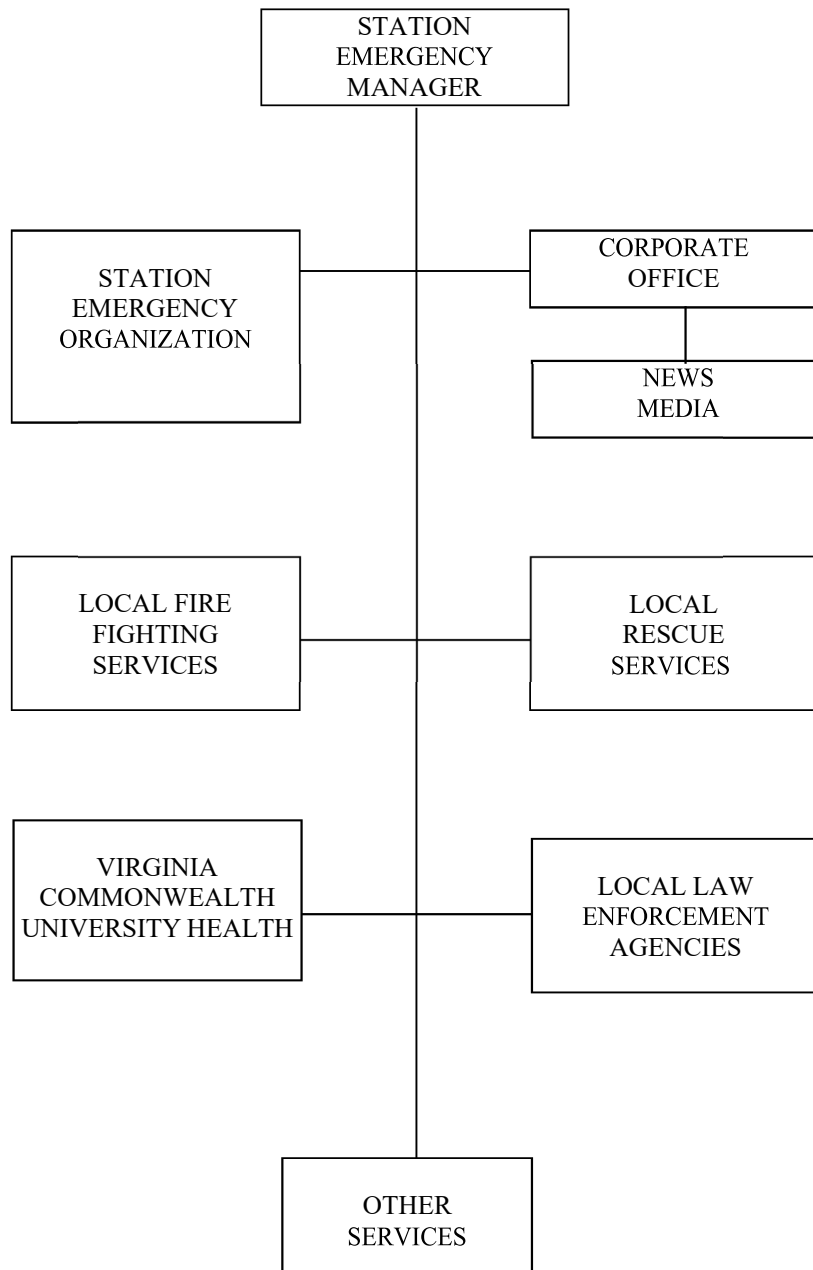 STATION
EMERGENCY
MANAGER
STATION
EMERGENCY
ORGANIZATION
CORPORATE
OFFICE
NEWS
MEDIA
LOCAL FIRE
FIGHTING
SERVICES
LOCAL
RESCUE
SERVICES
VIRGINIA
COMMONWEALTH
UNIVERSITY HEALTH
LOCAL LAW
ENFORCEMENT
AGENCIES
OTHER
SERVICES